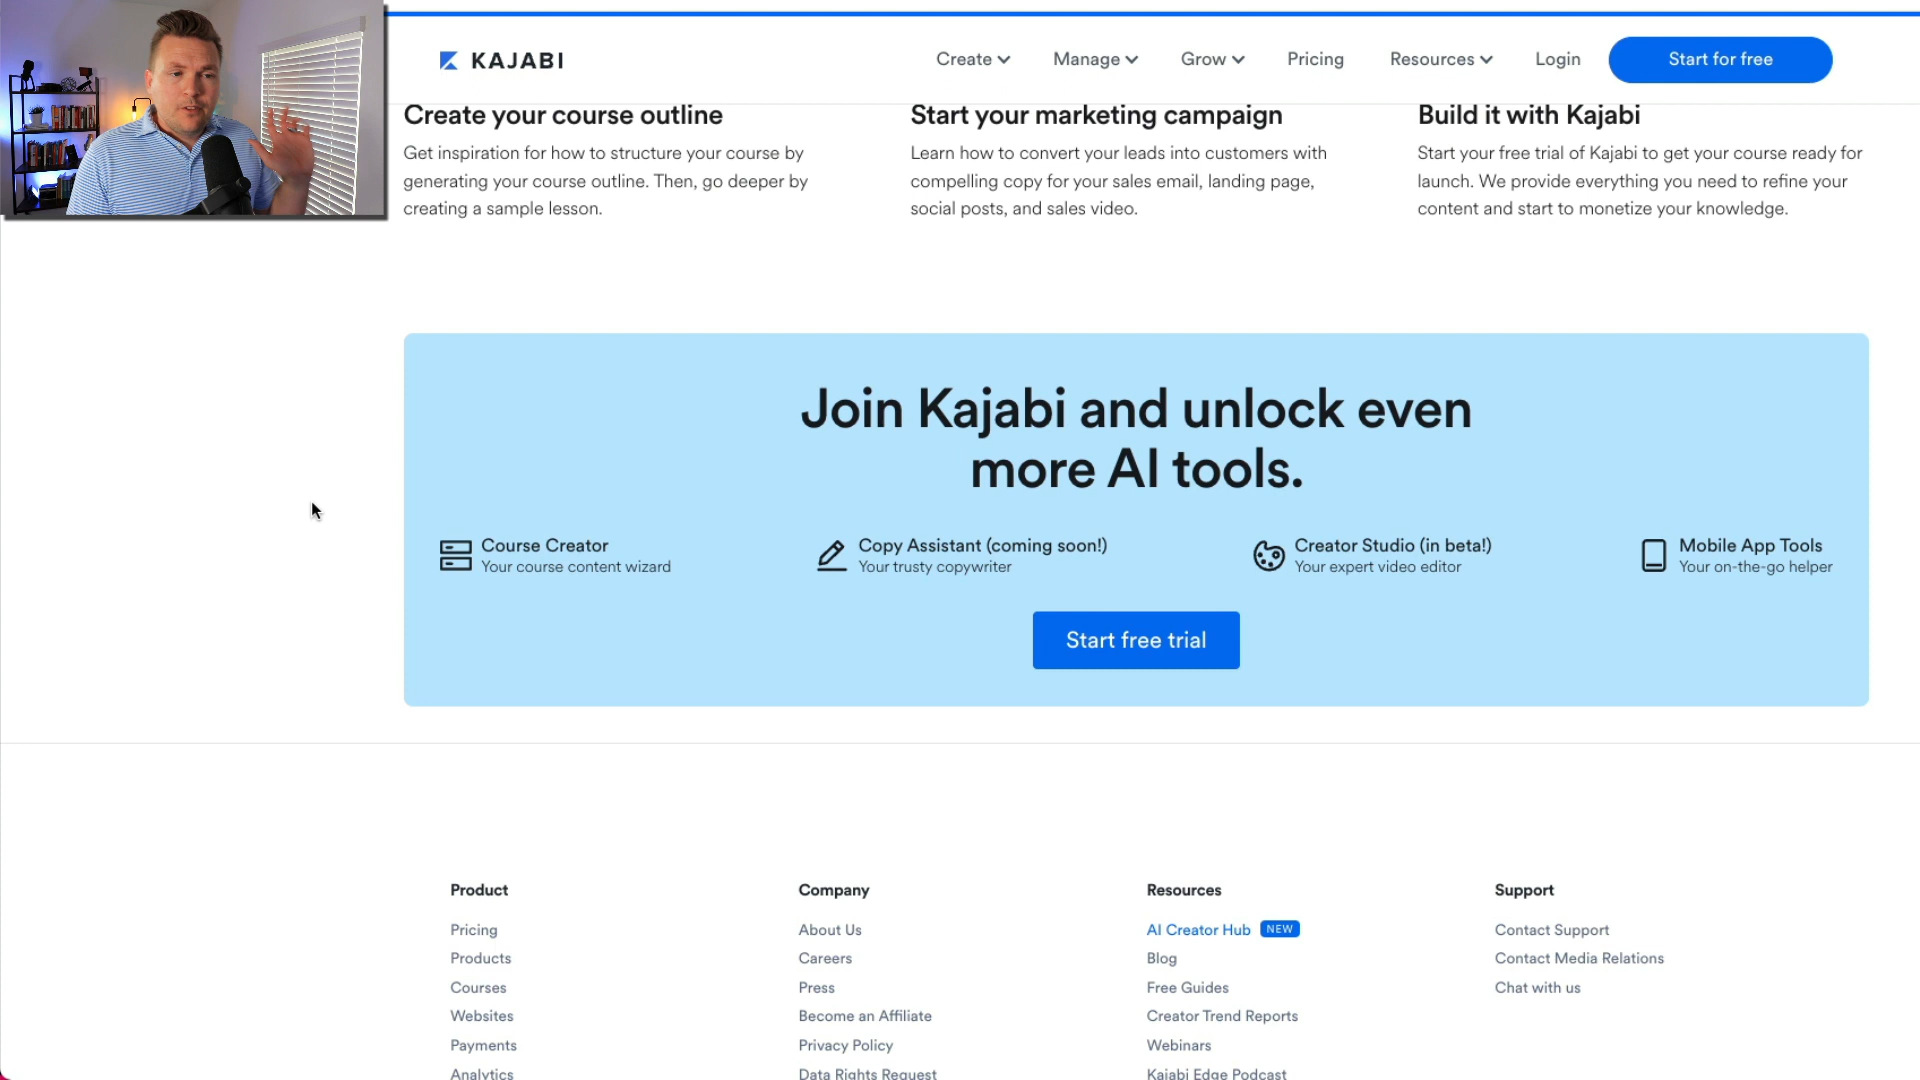 KAJABI
Create
Manage
Grow
Pricing
Resources
Login
Start for free
Create your course outline
Get inspiration for how to structure your course by
generating your course outline. Then, go deeper by
creating a sample lesson.
Start your marketing campaign
Learn how to convert your leads into customers with
compelling copy for your sales email, landing page,
social posts, and sales video.
Build it with Kajabi
Start your free trial of Kajabi to get your course ready for
launch. We provide everything you need to refine your
content and start to monetize your knowledge.
Join Kajabi and unlock even
more AI tools.
Course Creator
Your course content wizard
Copy Assistant (coming soon!)
Your trusty copywriter
Creator Studio (in beta!)
Your expert video editor
Mobile App Tools
Your on-the-go helper
Start free trial
Product
Pricing
Products
Courses
Websites
Payments
Analytics
Company
About Us
Careers
Press
Become an Affiliate
Privacy Policy
Data Rights Request
Resources
AI Creator Hub NEW
Blog
Free Guides
Creator Trend Reports
Webinars
Kajabi Edge Podcast
Support
Contact Support
Contact Media Relations
Chat with us